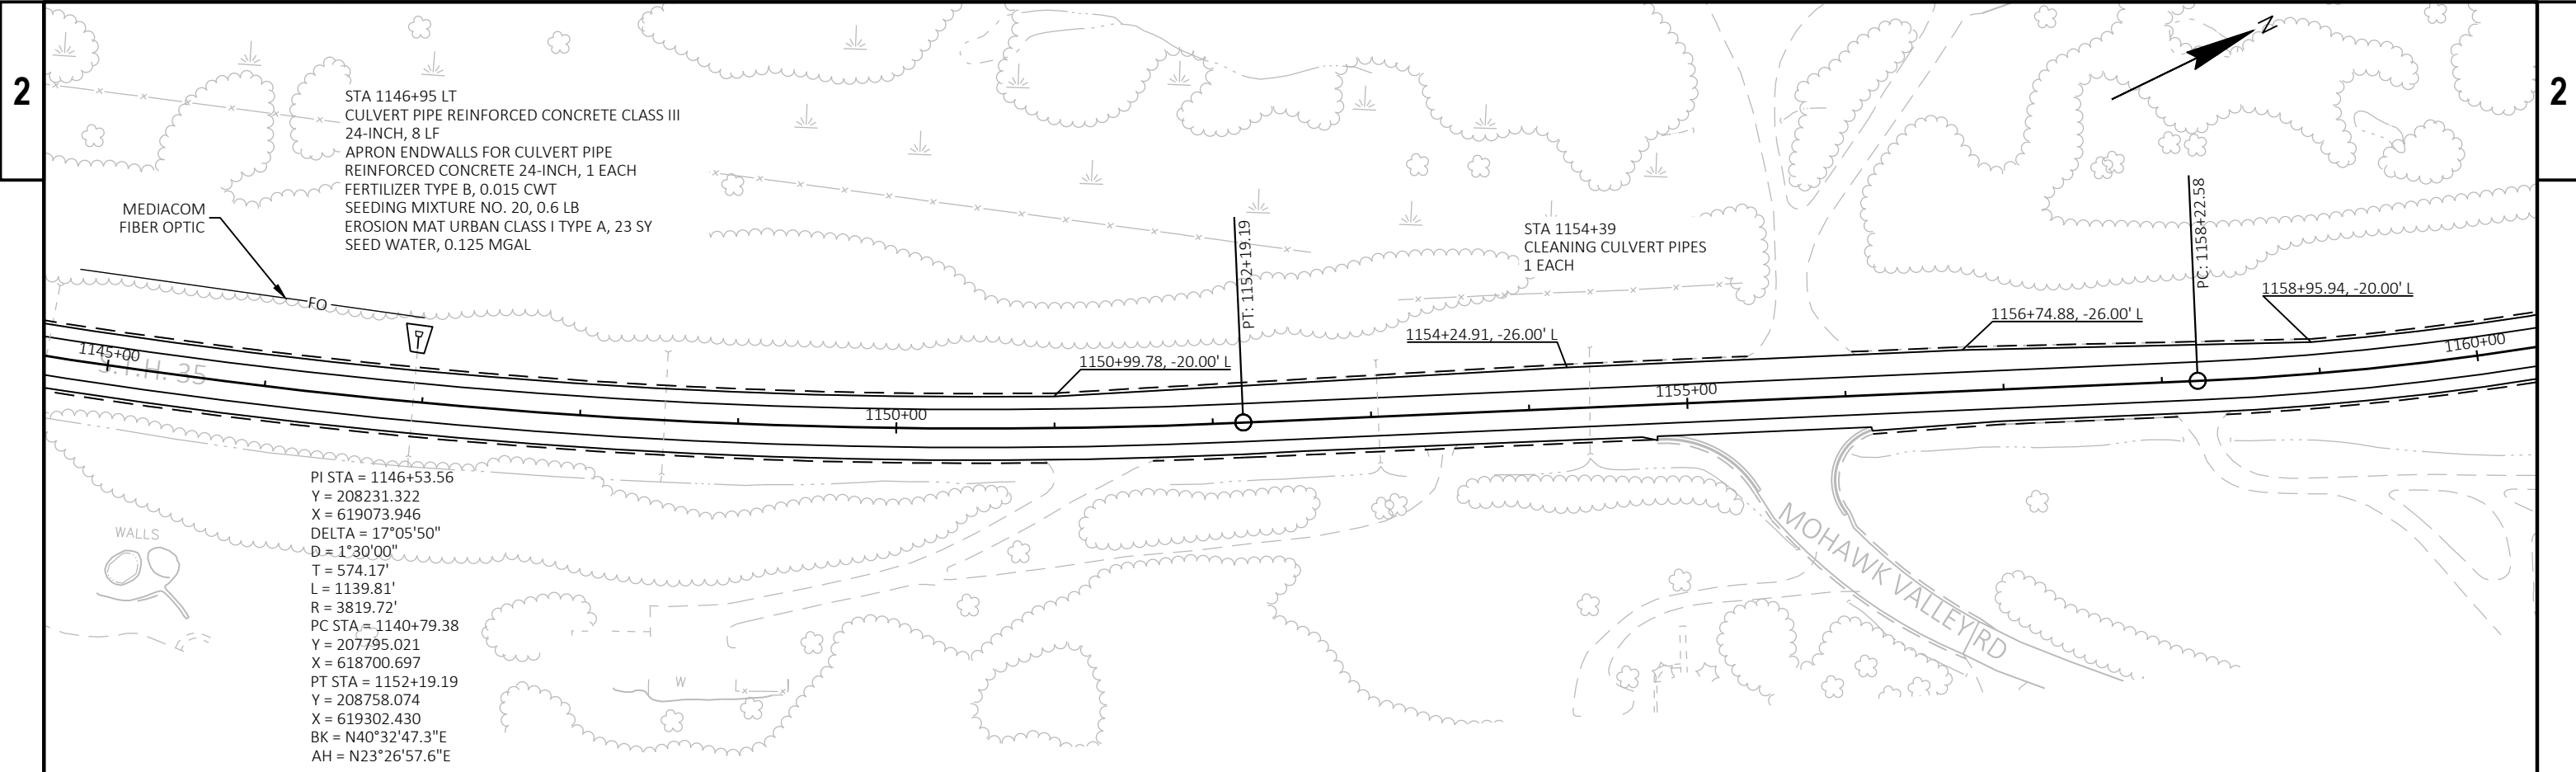 2
2
N
STA 1146+95 LT
CULVERT PIPE REINFORCED CONCRETE CLASS III
24-INCH, 8 LF
APRON ENDWALLS FOR CULVERT PIPE
REINFORCED CONCRETE 24-INCH, 1 EACH
FERTILIZER TYPE B, 0.015 CWT
SEEDING MIXTURE NO. 20, 0.6 LB
EROSION MAT URBAN CLASS I TYPE A, 23 SY
SEED WATER, 0.125 MGAL
MEDIACOM
FIBER OPTIC
FO
STA 1154+39
CLEANING CULVERT PIPES
1 EACH
PT: 1152+19.19
PC: 1158+22.58
1158+95.94, -20.00' L
1156+74.88, -26.00' L
1154+24.91, -26.00' L
1150+99.78, -20.00' L
1145+00
S.T.H. 35
1150+00
1155+00
1160+00
PI STA = 1146+53.56
Y = 208231.322
X = 619073.946
DELTA = 17°05'50"
D = 1°30'00"
T = 574.17'
L = 1139.81'
R = 3819.72'
PC STA = 1140+79.38
Y = 207795.021
X = 618700.697
PT STA = 1152+19.19
Y = 208758.074
X = 619302.430
BK = N40°32'47.3"E
AH = N23°26'57.6"E
WALLS
W
MOHAWK VALLEY RD